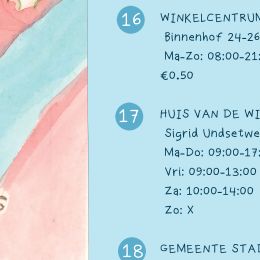 16 WINKELCENTRUM
Binnenhof 24-26
Ma-Zo: 08:00-21:
€0.50
17 HUIS VAN DE WI
Sigrid Undsetwe
Ma-Do: 09:00-17:
Vri: 09:00-13:00
Za: 10:00-14:00
Zo: X
18 GEMEENTE STAD
S